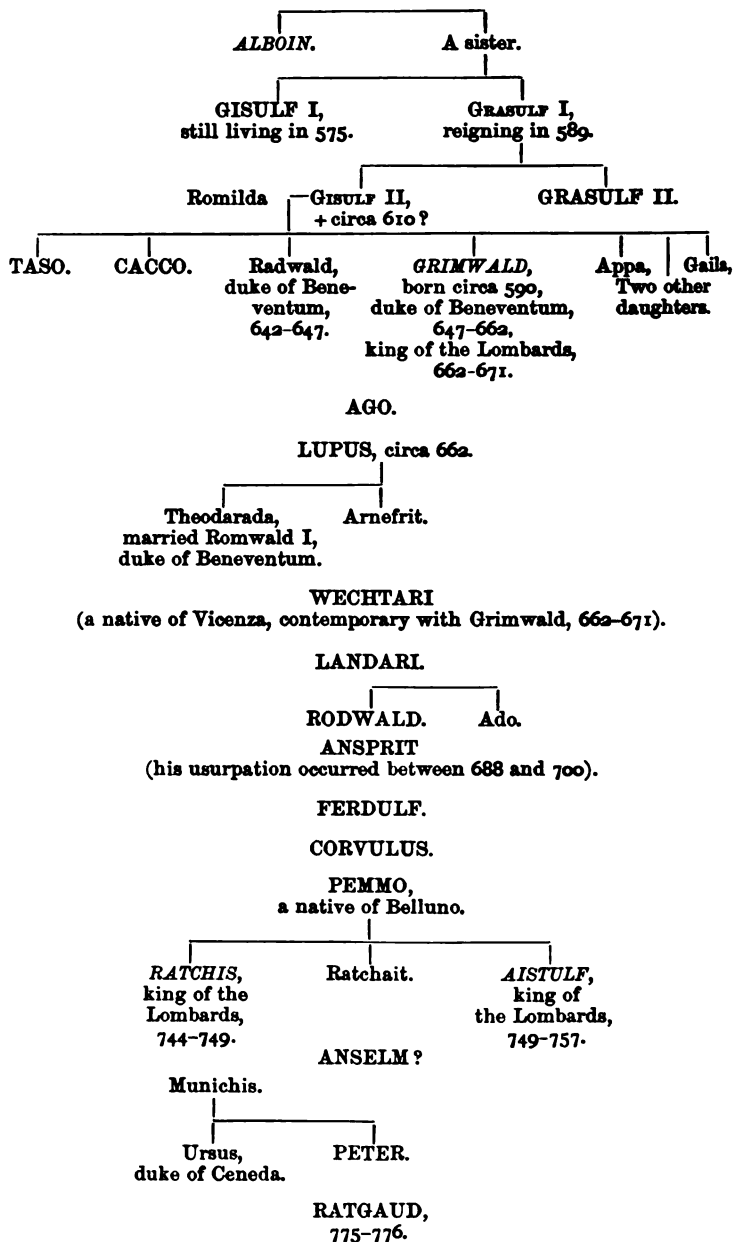 ALBOIN. A sister.
GISULF I, GRASULF I,
still living in 575. reigning in 589.
Romilda GISULF II, GRASULF II.
+ circa 610 ?
TASO. CACCO. Radwald, GRIMWALD, Appa, Gaila,
duke of Bene- born circa 590, Two other
ventum, duke of Beneventum, daughters.
642–647. 647–662,
king of the Lombards,
662–671.
AGO.
LUPUS, circa 662.
Theodarada, Arnefrit.
married Romwald I,
duke of Beneventum.
WECHTARI
(a native of Vicenza, contemporary with Grimwald, 662–671).
LANDARI.
RODWALD. Ado.
ANSPRIT
(his usurpation occurred between 688 and 700).
FERDULF.
CORVULUS.
PEMMO,
a native of Belluno.
RATCHIS, Ratchait. AISTULF,
king of the king of
Lombards, the Lombards,
744–749. 749–757.
ANSELM ?
Munichis.
Ursus, PETER.
duke of Ceneda.
RATGAUD,
775–776.